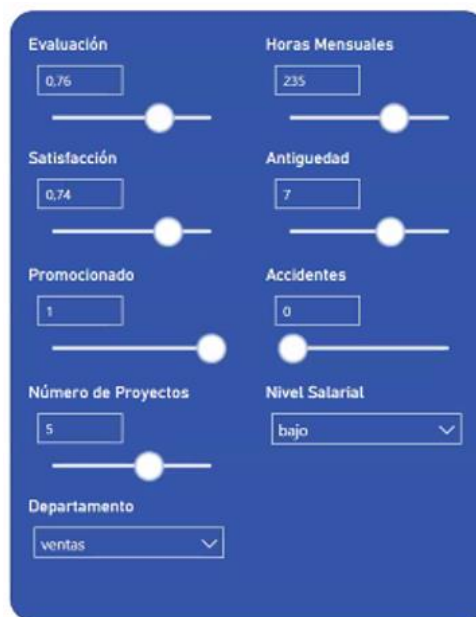 Evaluación
0,76
Horas Mensuales
235
Satisfacción
0,74
Antiguedad
7
Promocionado
1
Accidentes
0
Número de Proyectos
5
Nivel Salarial
bajo
Departamento
ventas